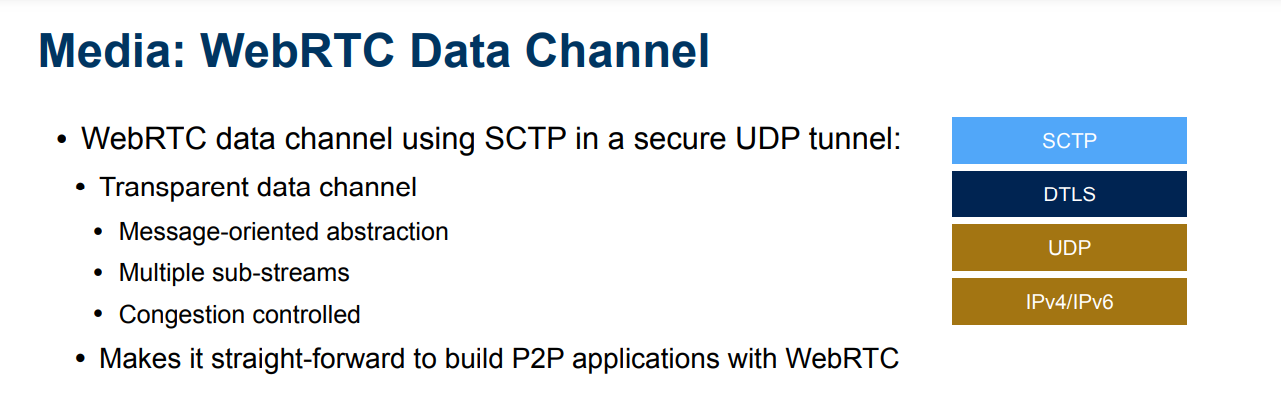 Media: WebRTC Data Channel
• WebRTC data channel using SCTP in a secure UDP tunnel:
• Transparent data channel
• Message-oriented abstraction
• Multiple sub-streams
• Congestion controlled
• Makes it straight-forward to build P2P applications with WebRTC
SCTP
DTLS
UDP
IPv4/IPv6